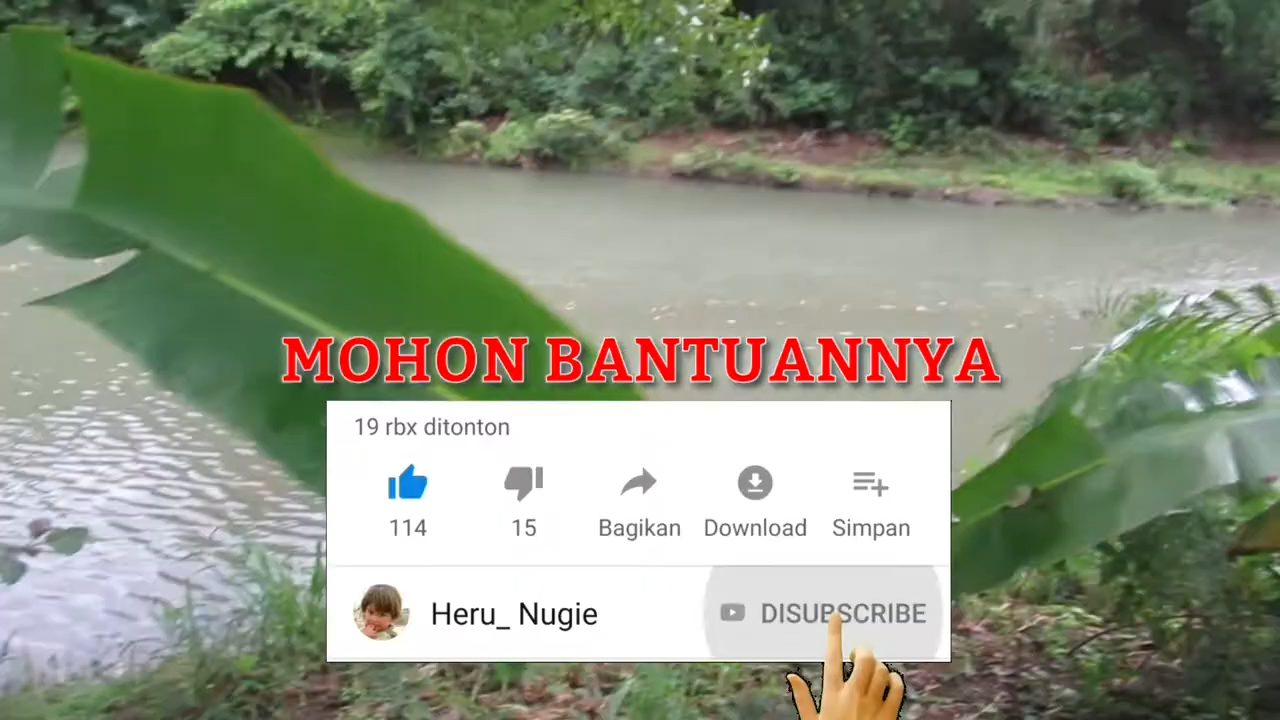 MOHON BANTUANNYA
19 rbx ditonton
114
15
Bagikan
Download
Simpan
Heru_ Nugie
DISUBSCRIBE